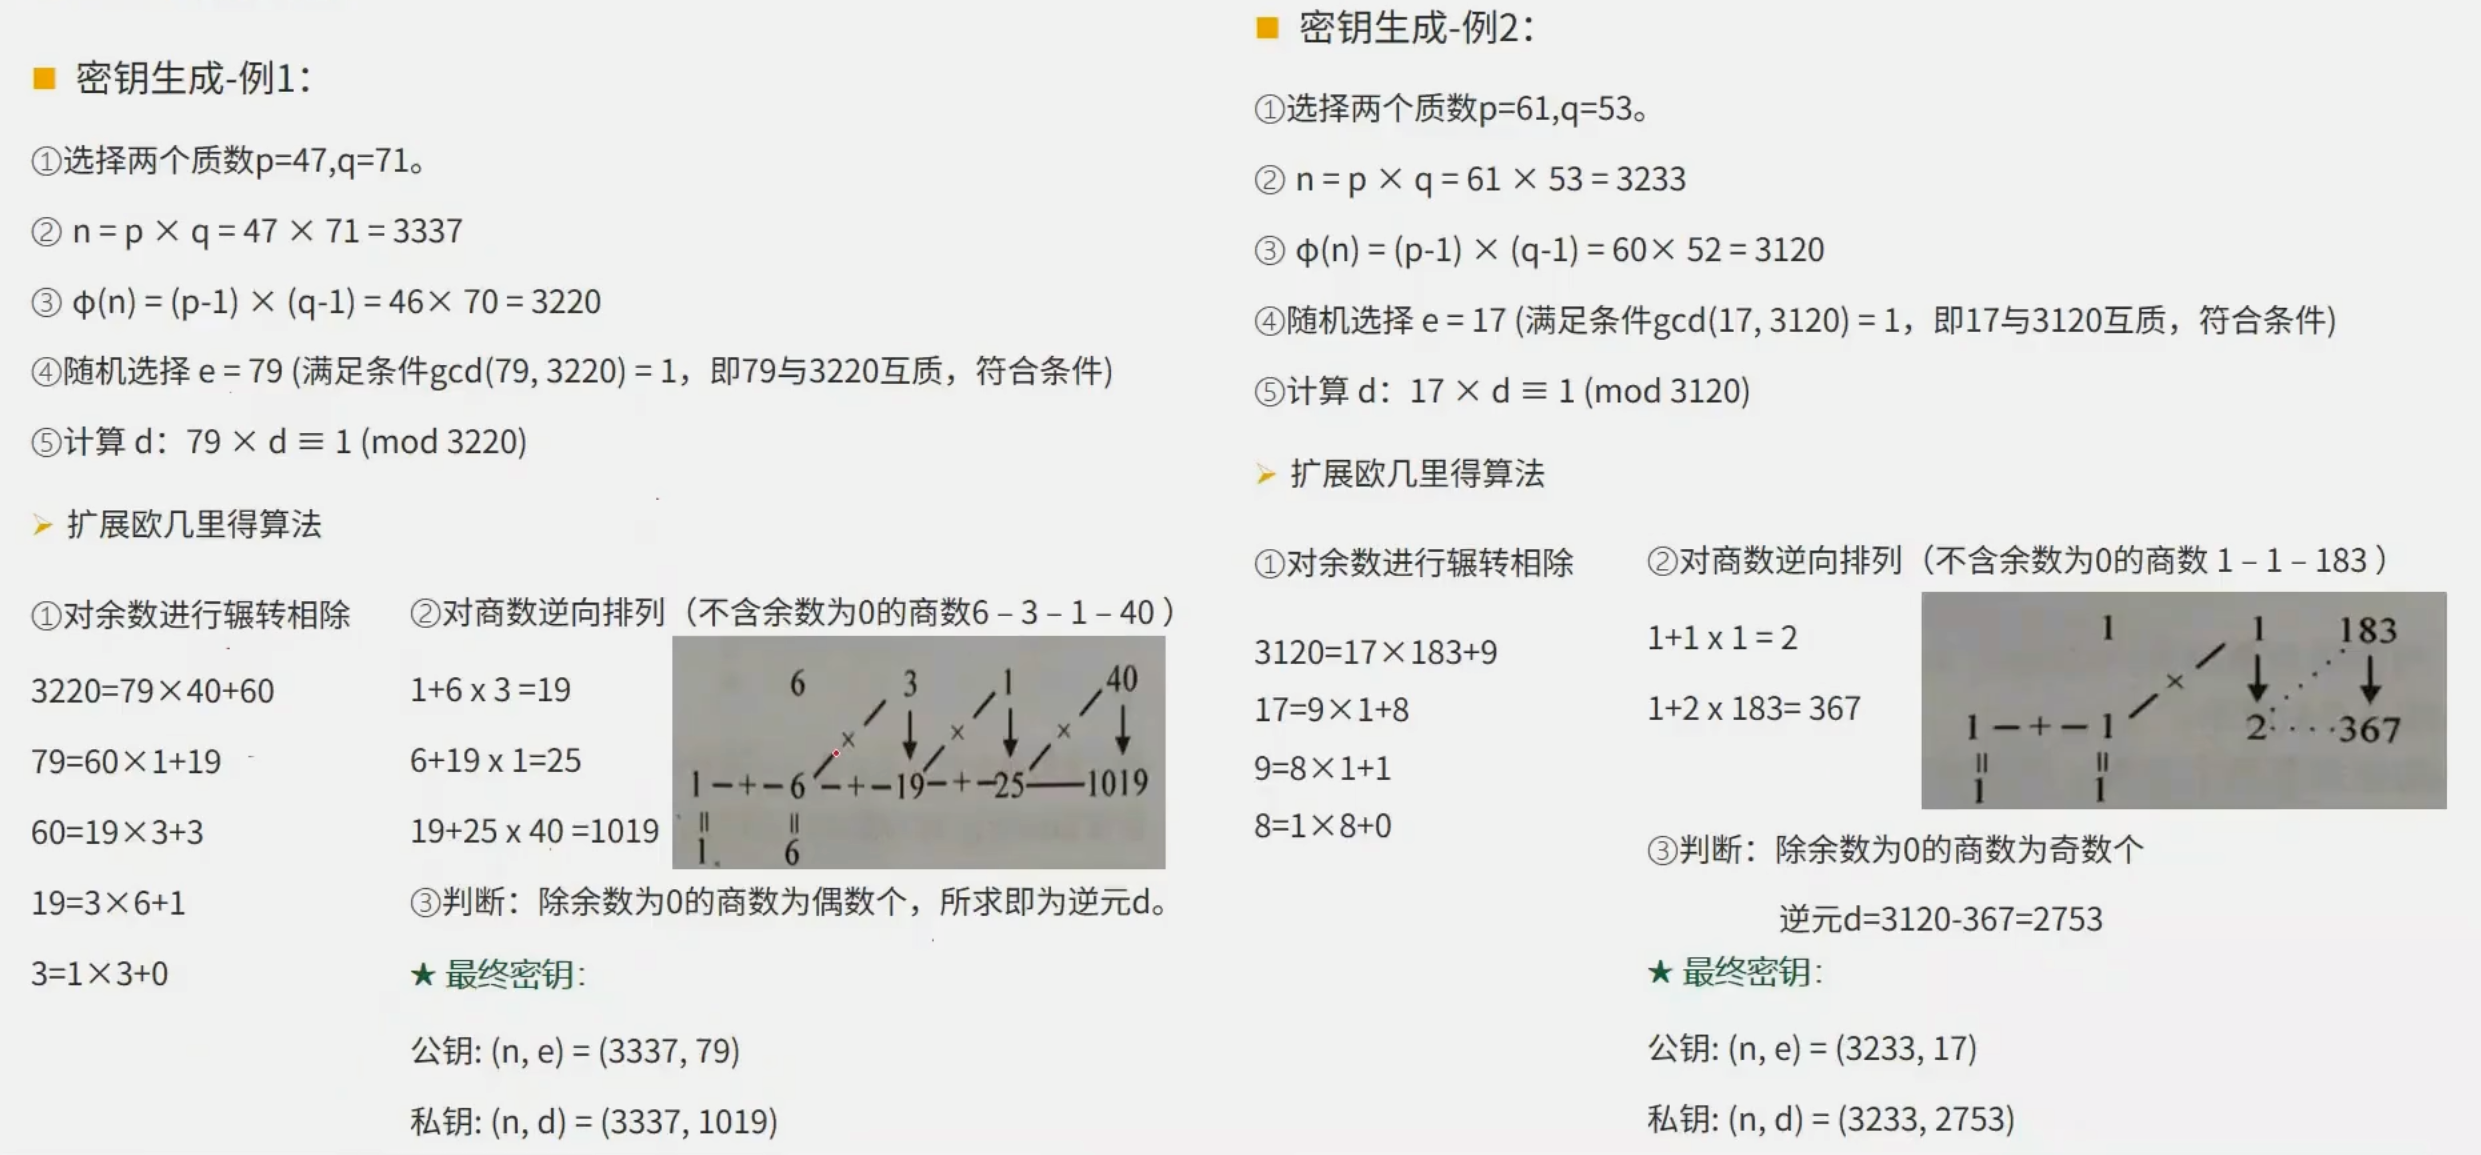 密钥生成-例1：
①选择两个质数p=47,q=71。
② n = p × q = 47 × 71 = 3337
③ φ(n) = (p-1) × (q-1) = 46× 70 = 3220
④随机选择 e = 79 (满足条件gcd(79, 3220) = 1，即79与3220互质，符合条件)
⑤计算 d：79 × d ≡ 1 (mod 3220)
扩展欧几里得算法
①对余数进行辗转相除
3220=79×40+60
79=60×1+19
60=19×3+3
19=3×6+1
3=1×3+0
②对商数逆向排列（不含余数为0的商数6 – 3 – 1 – 40 ）
1+6 x 3 =19
6+19 x 1=25
19+25 x 40 =1019
6 3 1 40
× × ×
1 — + — 6 — + — 19 — + — 25 —— 1019
॥ ॥
1 6
③判断：除余数为0的商数为偶数个，所求即为逆元d。
★ 最终密钥:
公钥: (n, e) = (3337, 79)
私钥: (n, d) = (3337, 1019)
密钥生成-例2：
①选择两个质数p=61,q=53。
② n = p × q = 61 × 53 = 3233
③ φ(n) = (p-1) × (q-1) = 60× 52 = 3120
④随机选择 e = 17 (满足条件gcd(17, 3120) = 1，即17与3120互质，符合条件)
⑤计算 d：17 × d ≡ 1 (mod 3120)
扩展欧几里得算法
①对余数进行辗转相除
3120=17×183+9
17=9×1+8
9=8×1+1
8=1×8+0
②对商数逆向排列（不含余数为0的商数 1 – 1 – 183 ）
1+1 x 1 = 2
1+2 x 183= 367
1 1 183
×
1 — + — 1 2 · · · · 367
॥ ॥
1 1
③判断：除余数为0的商数为奇数个
逆元d=3120-367=2753
★ 最终密钥:
公钥: (n, e) = (3233, 17)
私钥: (n, d) = (3233, 2753)